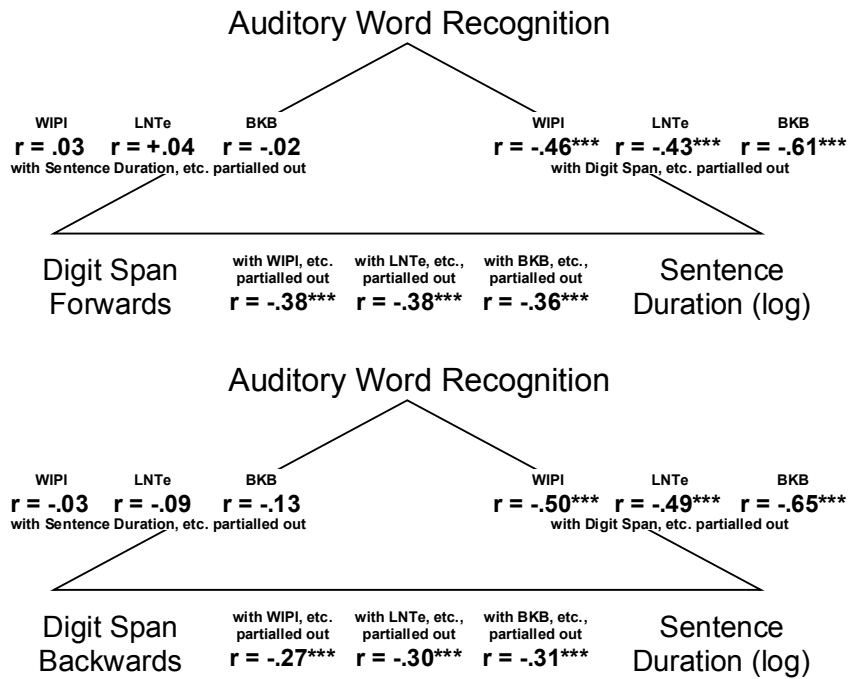 Auditory Word Recognition
WIPI LNTe BKB WIPI LNTe BKB
r = .03 r = +.04 r = -.02 r = -.46*** r = -.43*** r = -.61***
with Sentence Duration, etc. partialled out with Digit Span, etc. partialled out
Digit Span
Forwards
with WIPI, etc. with LNTe, etc., with BKB, etc.,
partialled out partialled out partialled out
r = -.38*** r = -.38*** r = -.36***
Sentence
Duration (log)
Auditory Word Recognition
WIPI LNTe BKB WIPI LNTe BKB
r = -.03 r = -.09 r = -.13 r = -.50*** r = -.49*** r = -.65***
with Sentence Duration, etc. partialled out with Digit Span, etc. partialled out
Digit Span
Backwards
with WIPI, etc. with LNTe, etc., with BKB, etc.,
partialled out partialled out partialled out
r = -.27*** r = -.30*** r = -.31***
Sentence
Duration (log)